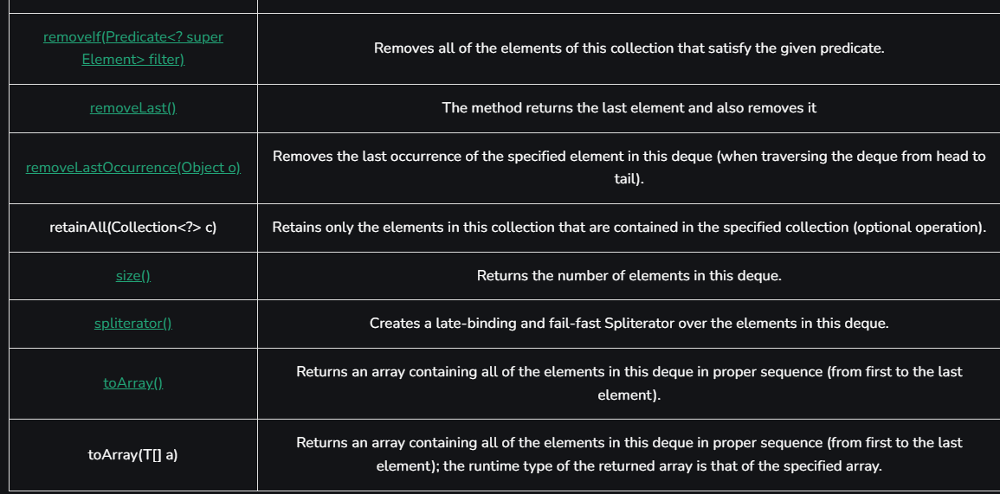 removeIf(Predicate<? super
Element> filter)
Removes all of the elements of this collection that satisfy the given predicate.
removeLast()
The method returns the last element and also removes it
removeLastOccurrence(Object o)
Removes the last occurrence of the specified element in this deque (when traversing the deque from head to
tail).
retainAll(Collection<?> c)
Retains only the elements in this collection that are contained in the specified collection (optional operation).
size()
Returns the number of elements in this deque.
spliterator()
Creates a late-binding and fail-fast Spliterator over the elements in this deque.
toArray()
Returns an array containing all of the elements in this deque in proper sequence (from first to the last
element).
toArray(T[] a)
Returns an array containing all of the elements in this deque in proper sequence (from first to the last
element); the runtime type of the returned array is that of the specified array.